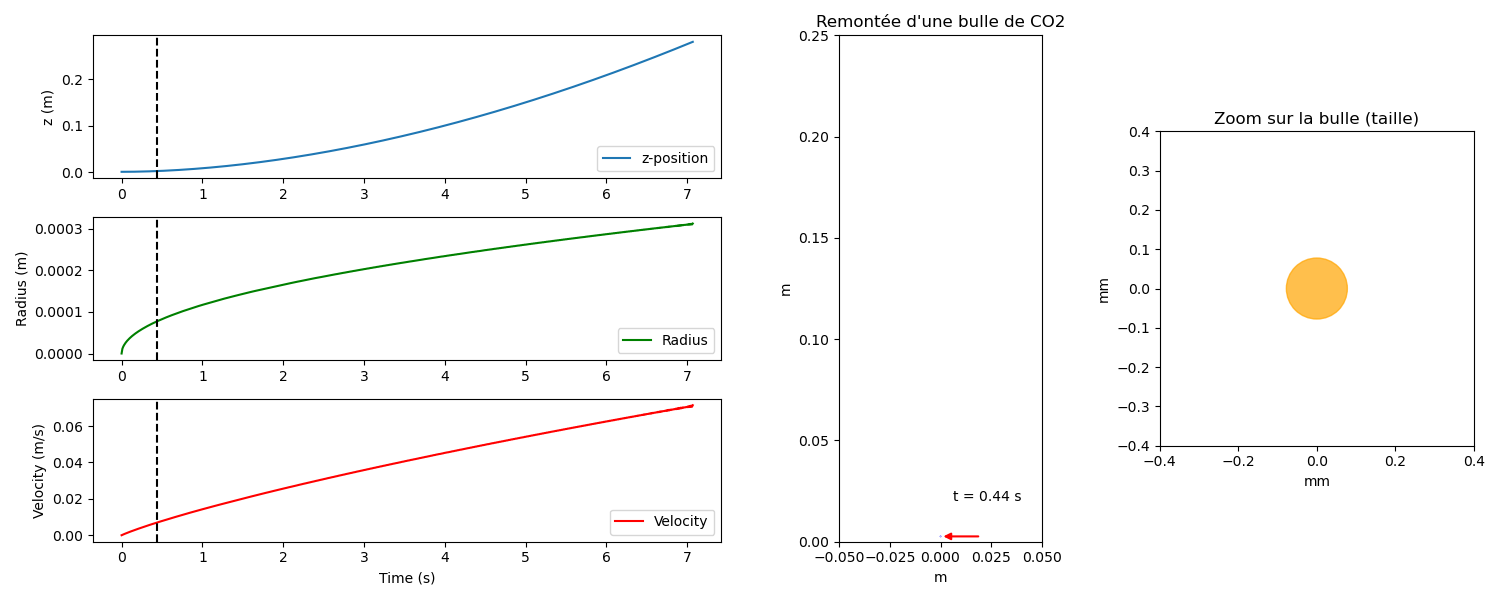 z (m)
0.2
0.1
0.0
z-position
0 1 2 3 4 5 6 7
Radius (m)
0.0003
0.0002
0.0001
0.0000
Radius
0 1 2 3 4 5 6 7
Velocity (m/s)
0.06
0.04
0.02
0.00
Velocity
0 1 2 3 4 5 6 7
Time (s)
Remontée d'une bulle de CO2
m
0.25
0.20
0.15
0.10
0.05
0.00
t = 0.44 s
−0.050 −0.025 0.000 0.025 0.050
m
Zoom sur la bulle (taille)
mm
0.4
0.3
0.2
0.1
0.0
−0.1
−0.2
−0.3
−0.4
−0.4 −0.2 0.0 0.2 0.4
mm